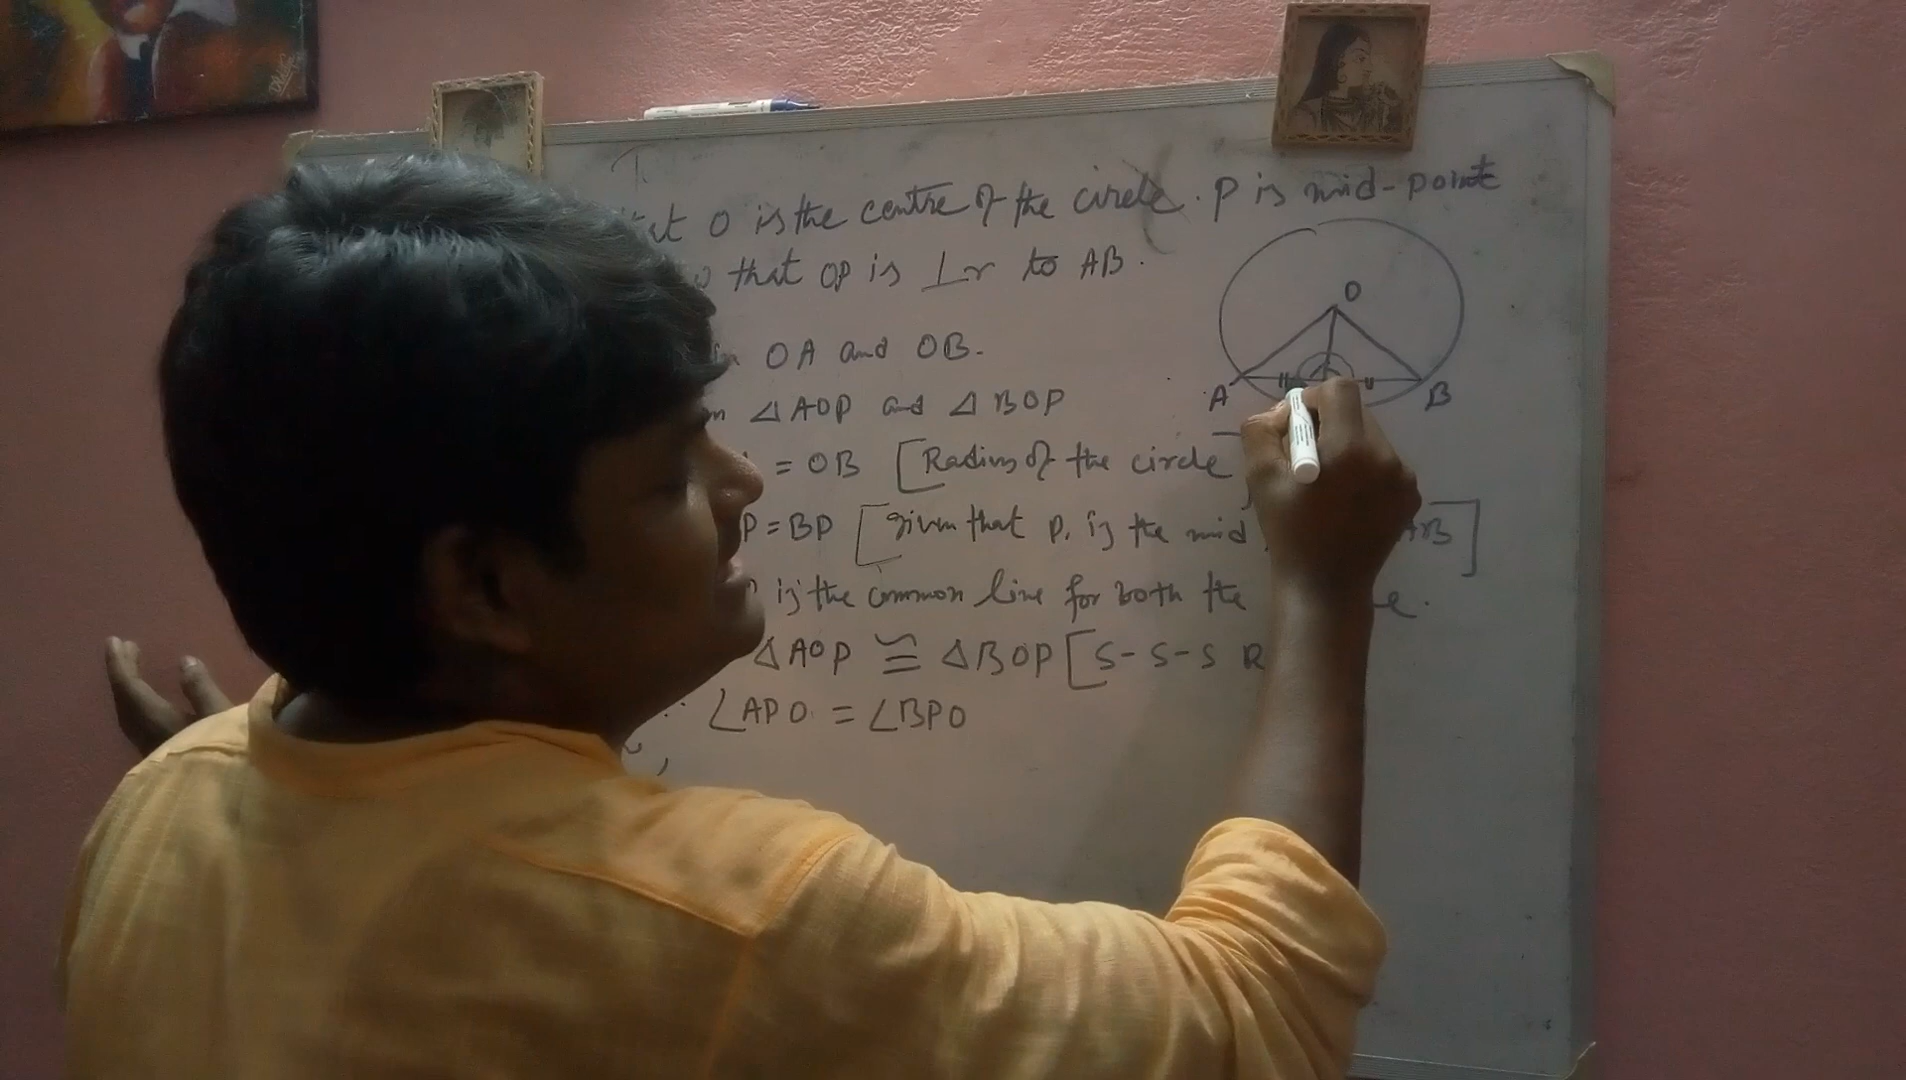 O is the centre of the circle. P is mid-point
that OP is ⊥r to AB.
O
A
B
OA and OB.
△AOP and △BOP
= OB [Radius of the circle
P = BP [given that P, is the mid AB]
is the common line for both the
△AOP ≅ △BOP [S-S-S R
∴ ∠APO = ∠BPO